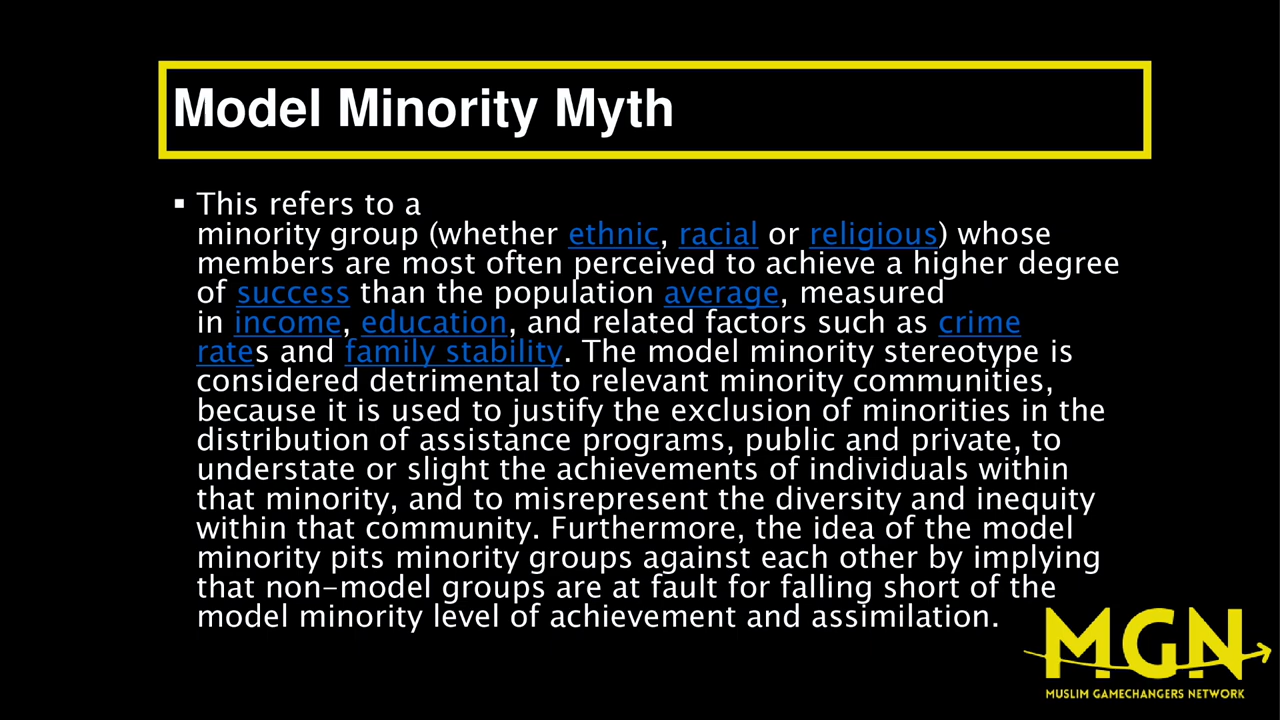 Model Minority Myth
▪ This refers to a
minority group (whether ethnic, racial or religious) whose
members are most often perceived to achieve a higher degree
of success than the population average, measured
in income, education, and related factors such as crime
rates and family stability. The model minority stereotype is
considered detrimental to relevant minority communities,
because it is used to justify the exclusion of minorities in the
distribution of assistance programs, public and private, to
understate or slight the achievements of individuals within
that minority, and to misrepresent the diversity and inequity
within that community. Furthermore, the idea of the model
minority pits minority groups against each other by implying
that non-model groups are at fault for falling short of the
model minority level of achievement and assimilation.
MGN
MUSLIM GAMECHANGERS NETWORK